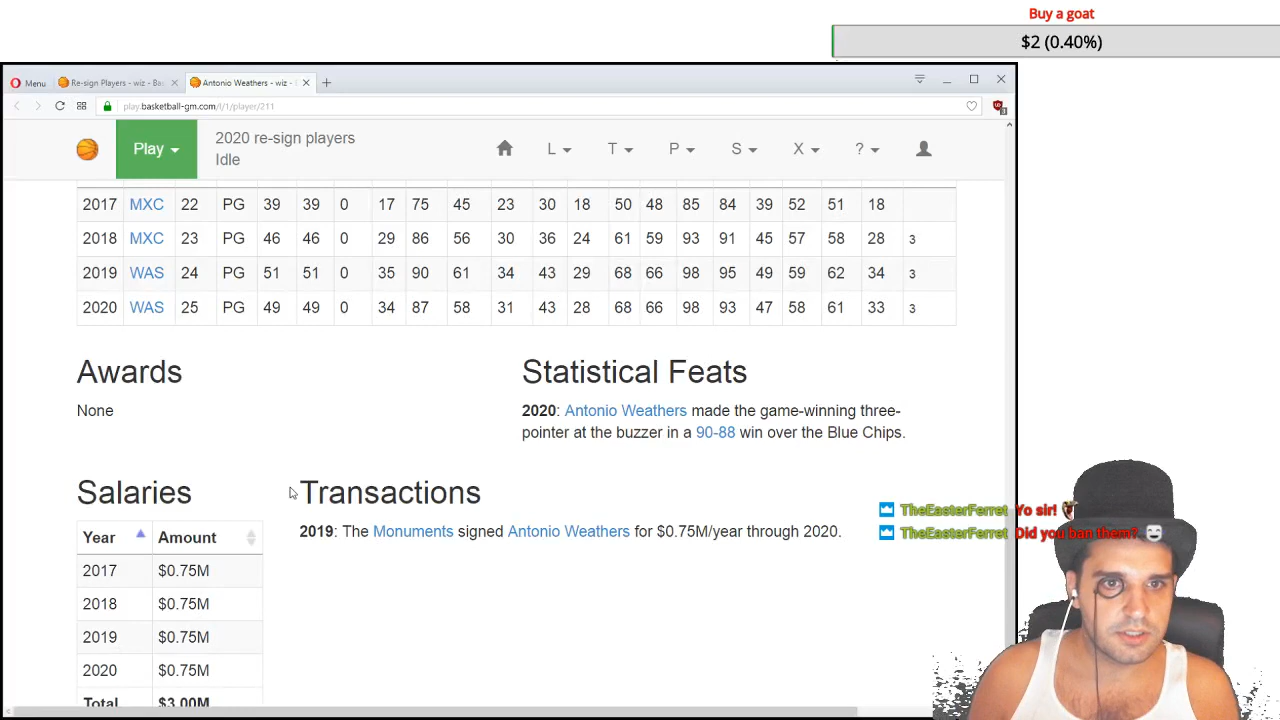 Buy a goat
$2 (0.40%)
Menu
Re-sign Players - wiz - Ba
Antonio Weathers - wiz -
play.basketball-gm.com/l/1/player/211
Play
2020 re-sign players
Idle
L T P S X ?
2017 MXC 22 PG 39 39 0 17 75 45 23 30 18 50 48 85 84 39 52 51 18
2018 MXC 23 PG 46 46 0 29 86 56 30 36 24 61 59 93 91 45 57 58 28 3
2019 WAS 24 PG 51 51 0 35 90 61 34 43 29 68 66 98 95 49 59 62 34 3
2020 WAS 25 PG 49 49 0 34 87 58 31 43 28 68 66 98 93 47 58 61 33 3
Awards
None
Statistical Feats
2020: Antonio Weathers made the game-winning three-
pointer at the buzzer in a 90-88 win over the Blue Chips.
Salaries
Year Amount
2017 $0.75M
2018 $0.75M
2019 $0.75M
2020 $0.75M
Total $3.00M
Transactions
2019: The Monuments signed Antonio Weathers for $0.75M/year through 2020.
TheEasterFerret Yo sir!
TheEasterFerret Did you ban them?